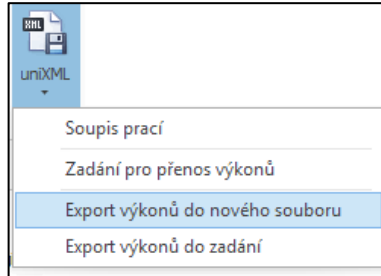 XML
uniXML
Soupis prací
Zadání pro přenos výkonů
Export výkonů do nového souboru
Export výkonů do zadání